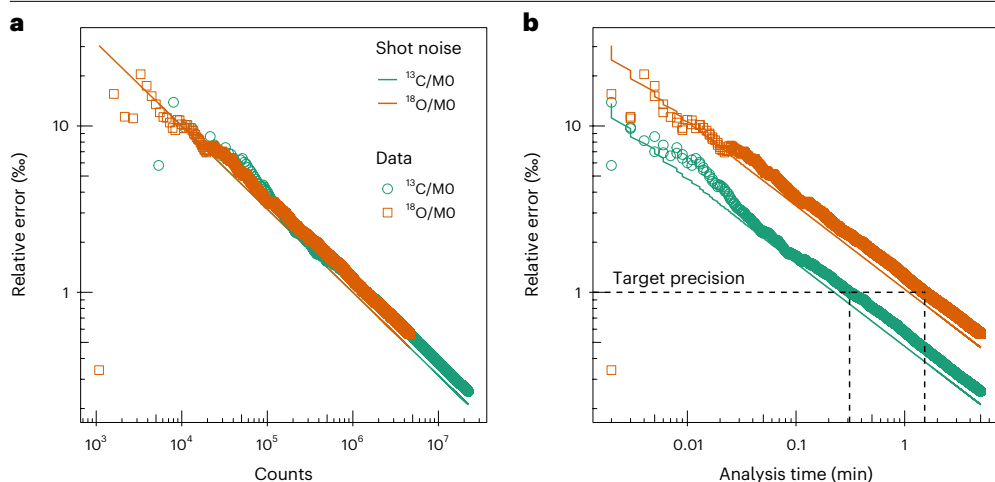 a
Relative error (‰)
10
1
Shot noise
¹³C/M0
¹⁸O/M0
Data
¹³C/M0
¹⁸O/M0
10³ 10⁴ 10⁵ 10⁶ 10⁷
Counts
b
Relative error (‰)
10
1
Target precision
0.01 0.1 1
Analysis time (min)